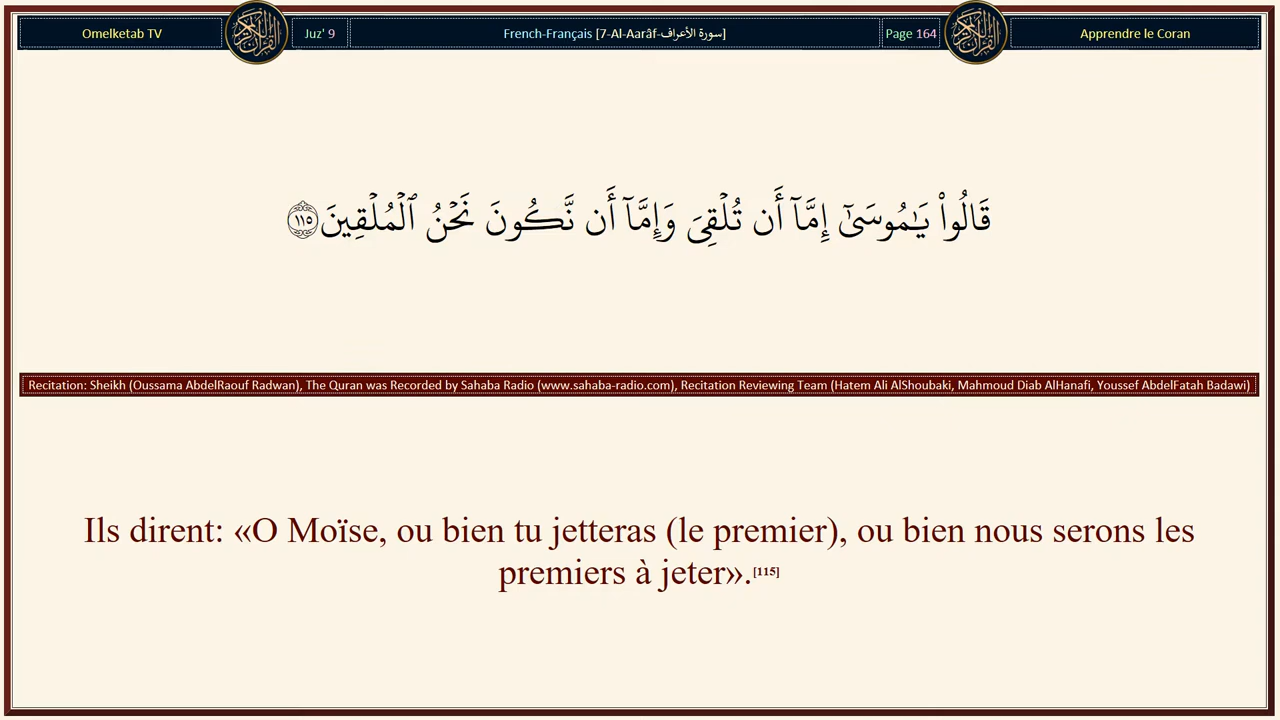 Omelketab TV
Juz' 9
French-Français [7-Al-Aarâf-سورة الأعراف]
Page 164
Apprendre le Coran
قَالُوا۟ يَـٰمُوسَىٰٓ إِمَّآ أَن تُلْقِىَ وَإِمَّآ أَن نَّكُونَ نَحْنُ ٱلْمُلْقِينَ ١١٥
Recitation: Sheikh (Oussama AbdelRaouf Radwan), The Quran was Recorded by Sahaba Radio (www.sahaba-radio.com), Recitation Reviewing Team (Hatem Ali AlShoubaki, Mahmoud Diab AlHanafi, Youssef AbdelFatah Badawi)
Ils dirent: «O Moïse, ou bien tu jetteras (le premier), ou bien nous serons les
premiers à jeter».[115]